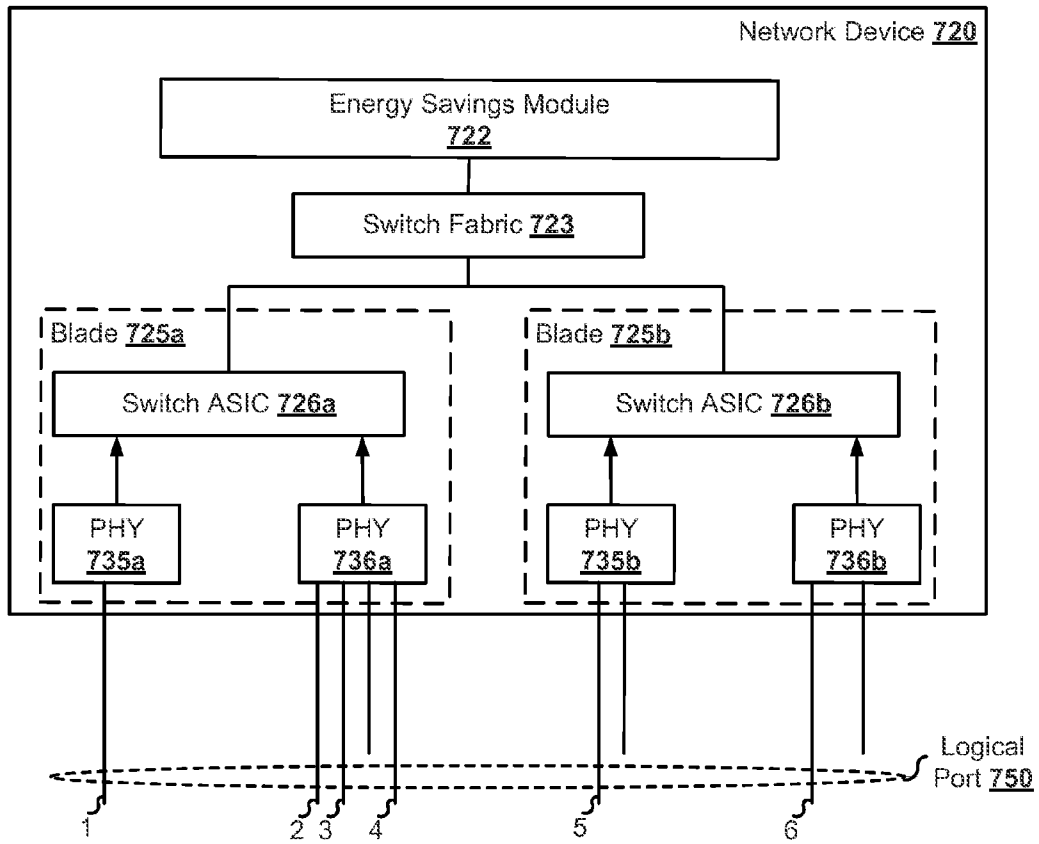 Network Device 720
Energy Savings Module
722
Switch Fabric 723
Blade 725a
Blade 725b
Switch ASIC 726a
Switch ASIC 726b
PHY
735a
PHY
736a
PHY
735b
PHY
736b
Logical
Port 750
1
2
3
4
5
6